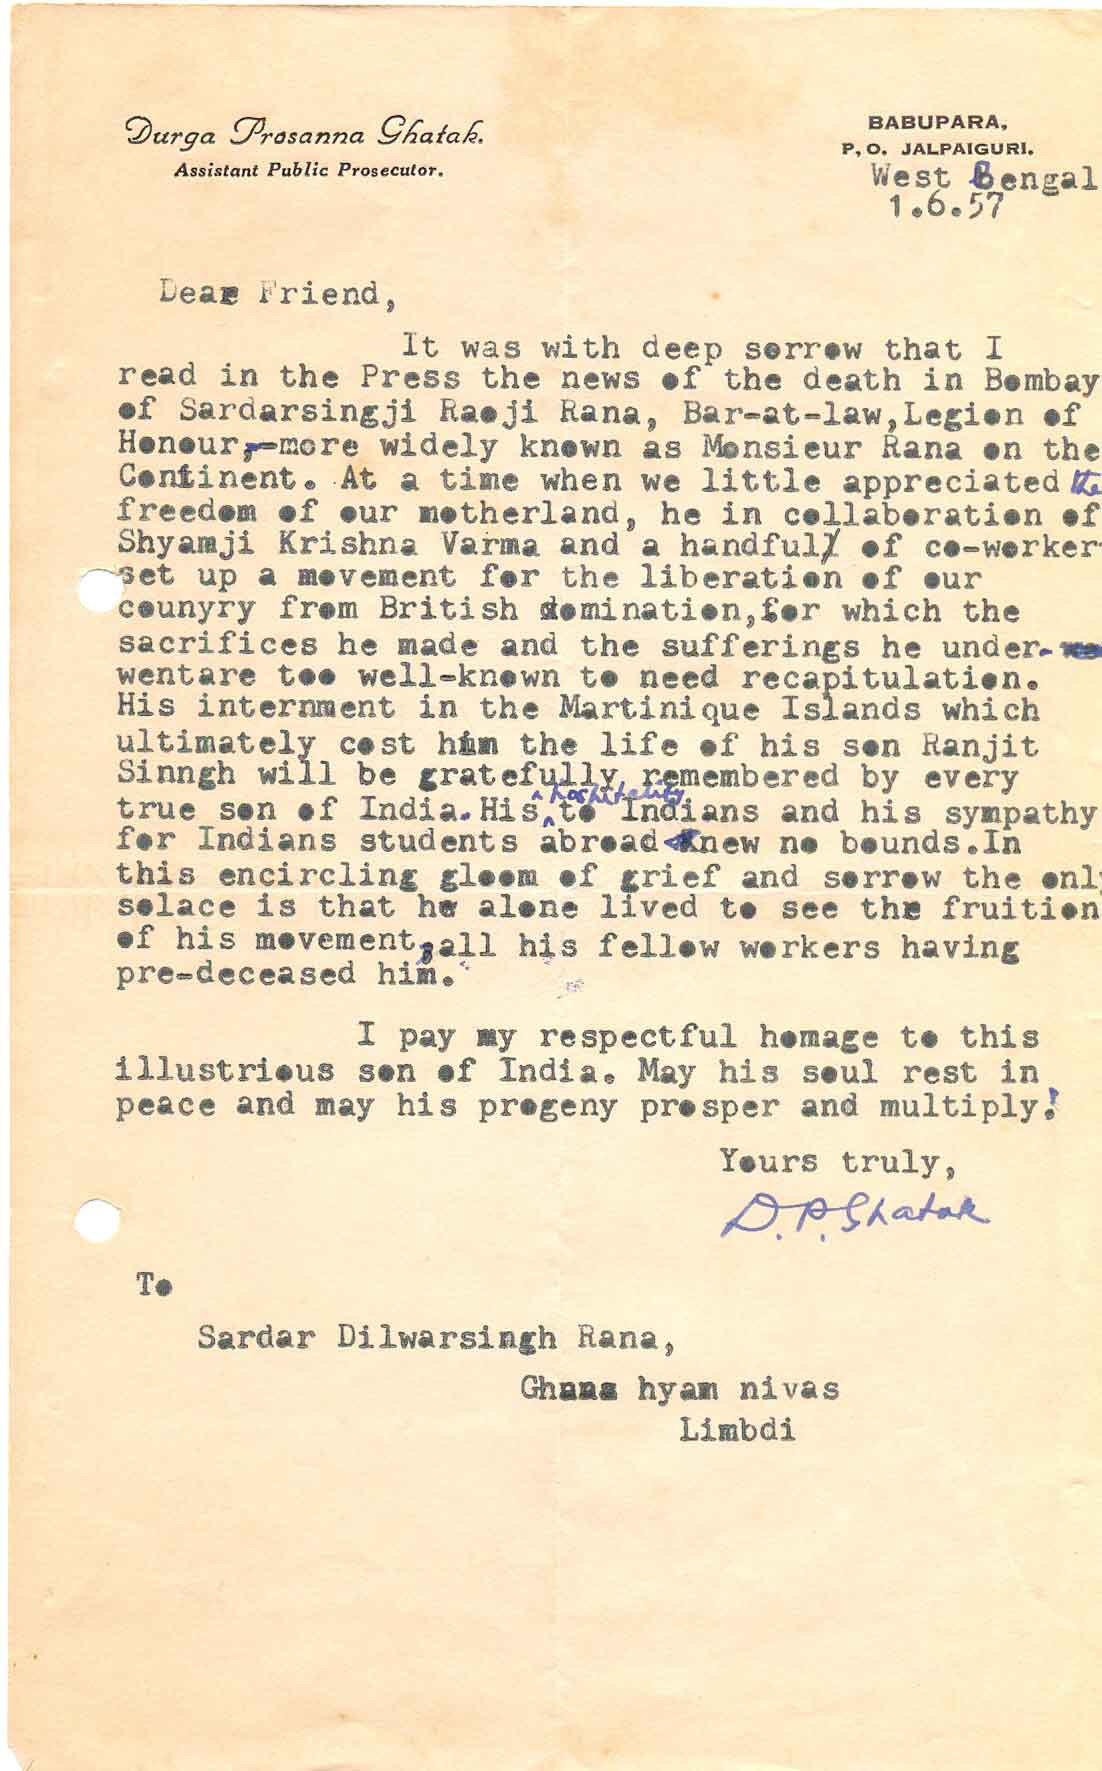 Durga Prosanna Ghatak.
Assistant Public Prosecutor.
BABUPARA,
P.O. JALPAIGURI.
West Bengal
1.6.57
Dear Friend,
It was with deep sorrow that I
read in the Press the news of the death in Bombay
of Sardarsingji Raoji Rana, Bar-at-law,Legion of
Honour,-more widely known as Monsieur Rana on the
Continent. At a time when we little appreciated the
freedom of our motherland, he in collaboration of
Shyamji Krishna Varma and a handful of co-worker
set up a movement for the liberation of our
counyry from British domination,for which the
sacrifices he made and the sufferings he under-
wentare too well-known to need recapitulation.
His internment in the Martinique Islands which
ultimately cost him the life of his son Ranjit
Sinngh will be gratefully remembered by every
true son of India. His hospitality to Indians and his sympathy
for Indians students abroad knew no bounds.In
this encircling gloom of grief and sorrow the onl
solace is that he alone lived to see the fruition
of his movement,all his fellow workers having
pre-deceased him.
I pay my respectful homage to this
illustrious son of India. May his soul rest in
peace and may his progeny prosper and multiply!
Yours truly,
D.P.Ghatak
To
Sardar Dilwarsingh Rana,
hyam nivas
Limbdi